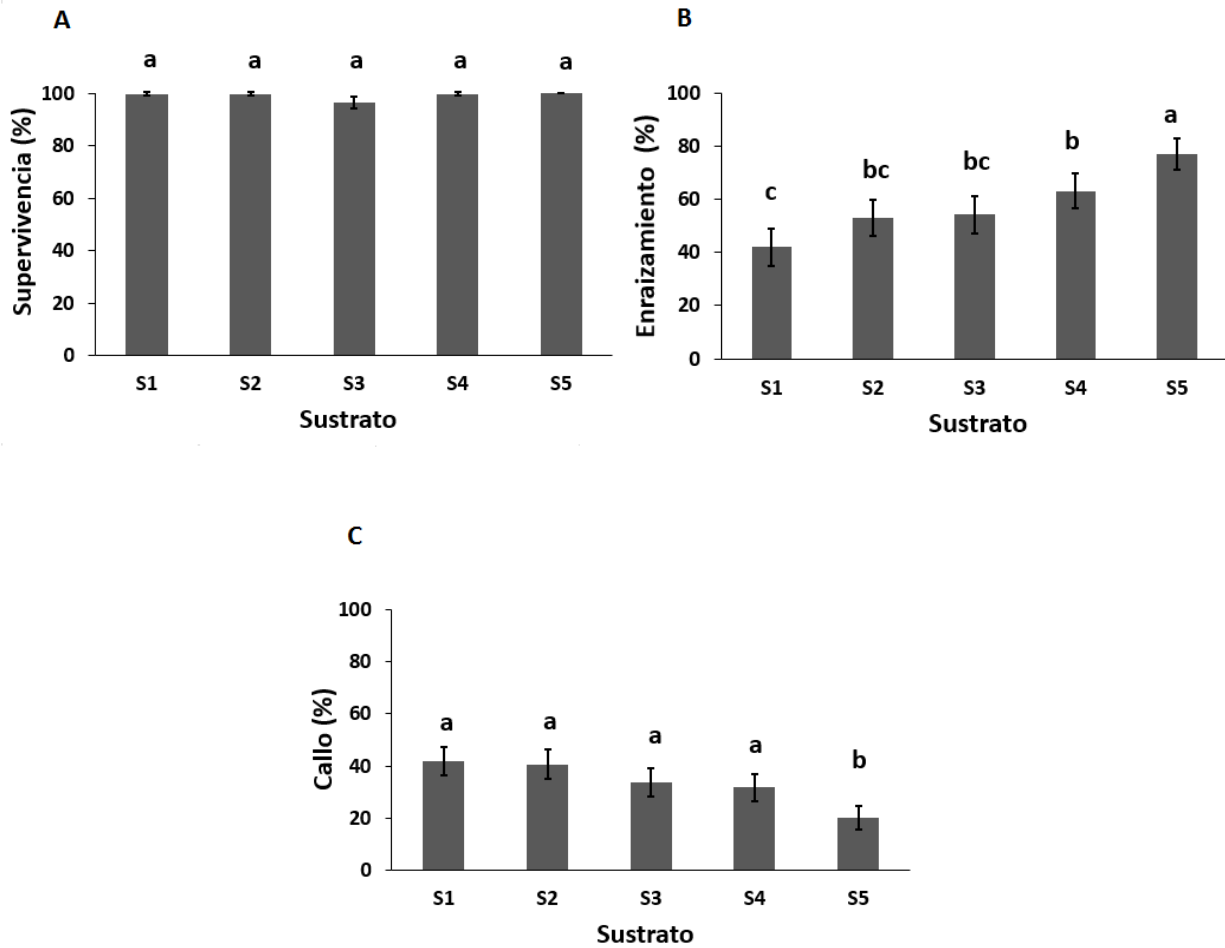 A
a a a a a
Supervivencia (%)
100
80
60
40
20
0
S1 S2 S3 S4 S5
Sustrato
B
c bc bc b a
Enraizamiento (%)
100
80
60
40
20
0
S1 S2 S3 S4 S5
Sustrato
C
a a a a b
Callo (%)
100
80
60
40
20
0
S1 S2 S3 S4 S5
Sustrato